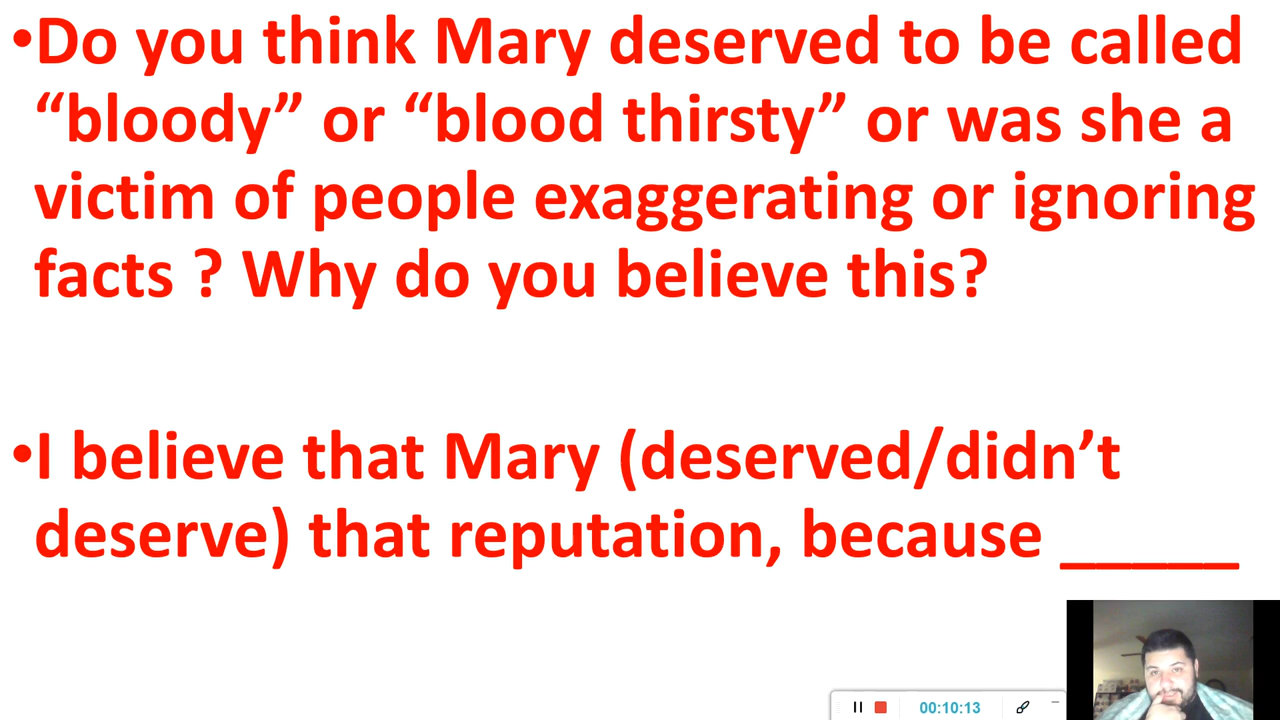 •Do you think Mary deserved to be called
“bloody” or “blood thirsty” or was she a
victim of people exaggerating or ignoring
facts ? Why do you believe this?
•I believe that Mary (deserved/didn’t
deserve) that reputation, because _____
00:10:13